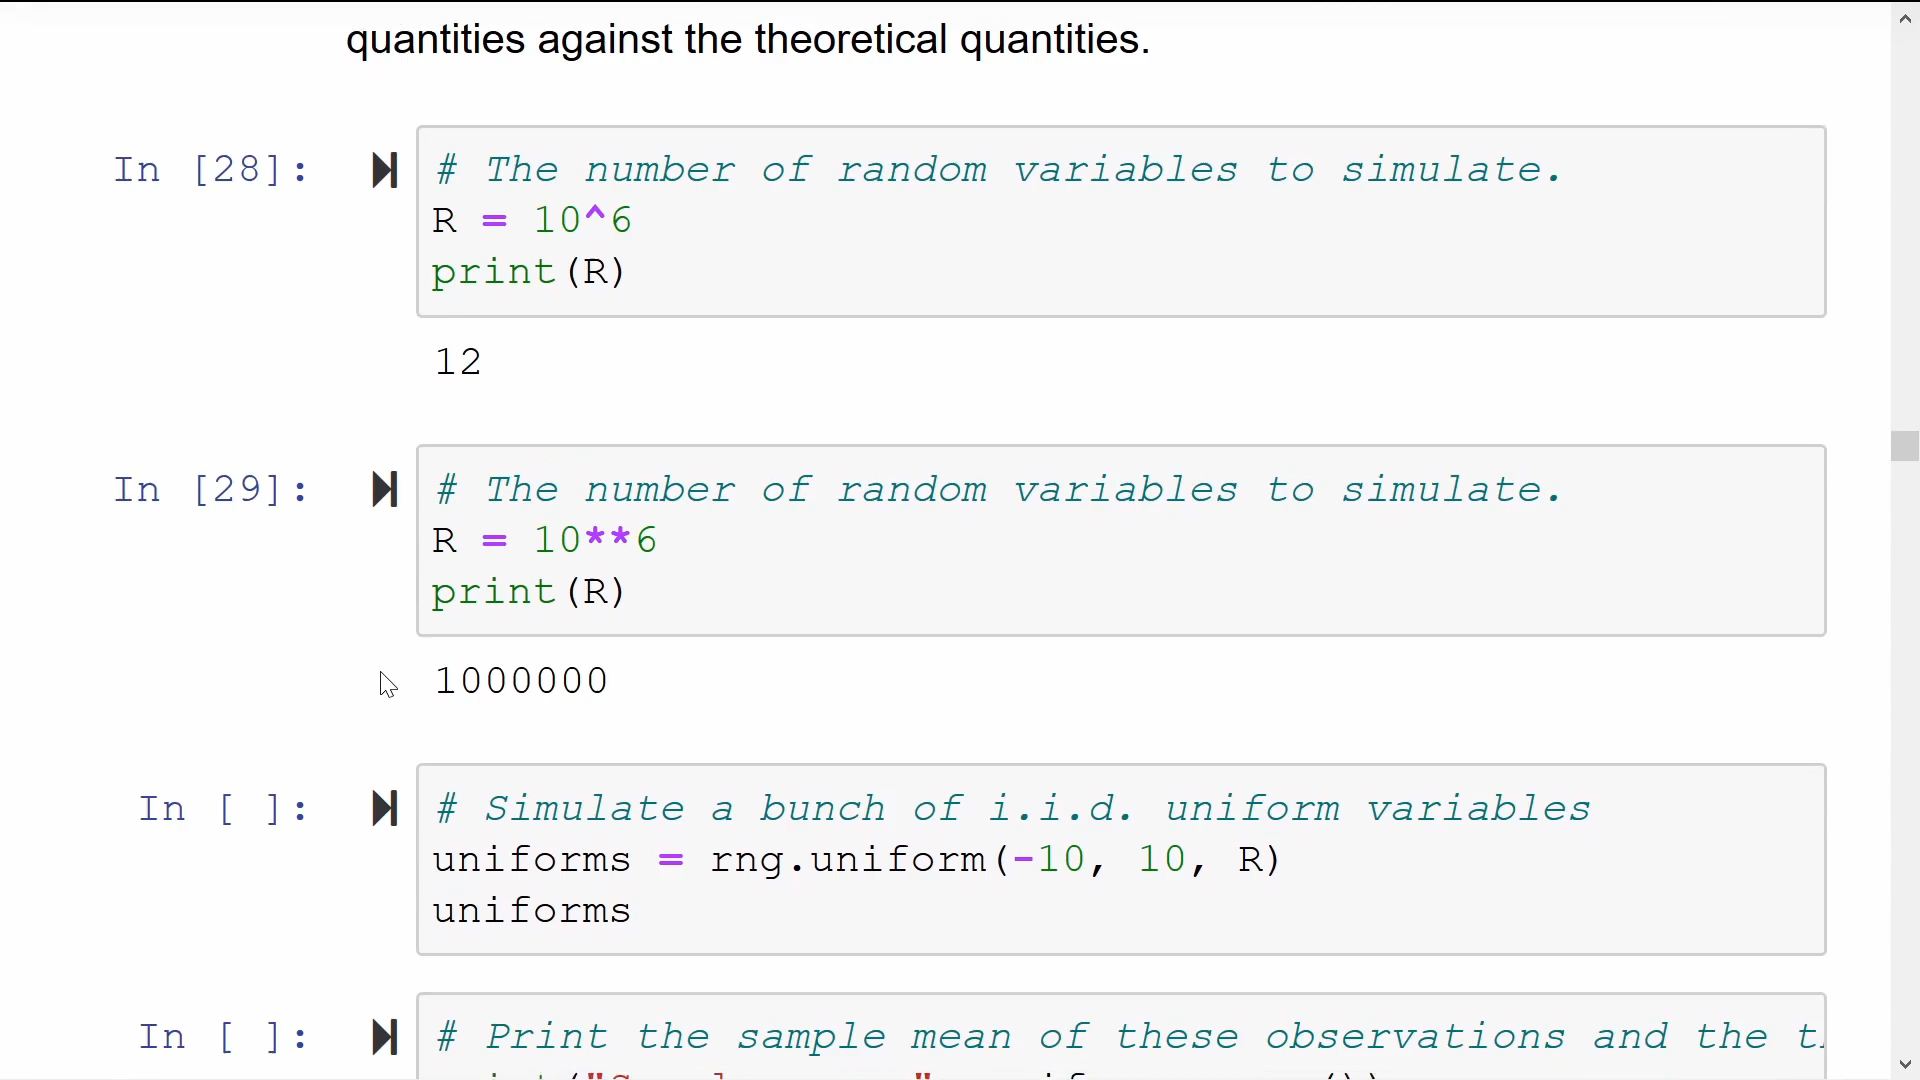 quantities against the theoretical quantities.
In [28]:
# The number of random variables to simulate.
R = 10^6
print(R)
12
In [29]:
# The number of random variables to simulate.
R = 10**6
print(R)
1000000
In [ ]:
# Simulate a bunch of i.i.d. uniform variables
uniforms = rng.uniform(-10, 10, R)
uniforms
In [ ]:
# Print the sample mean of these observations and the